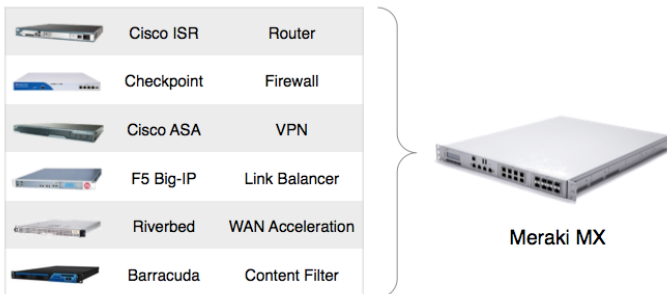 Cisco ISR Router
Checkpoint Firewall
Cisco ASA VPN
F5 Big-IP Link Balancer
Riverbed WAN Acceleration
Barracuda Content Filter
Meraki MX